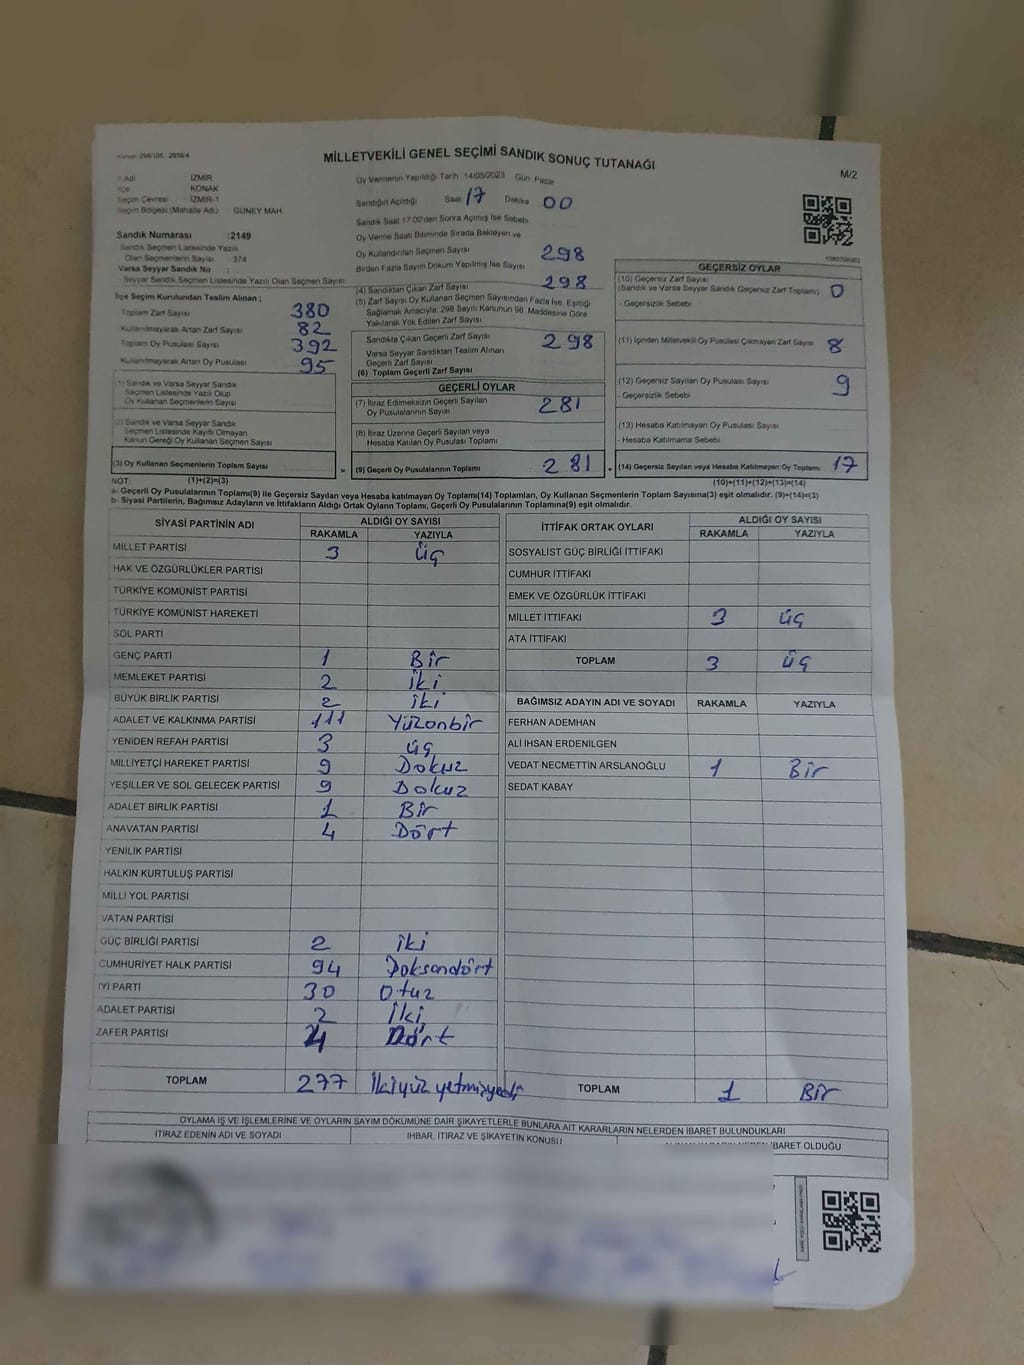 MİLLETVEKİLİ GENEL SEÇİMİ SANDIK SONUÇ TUTANAĞI
M/2
İl Adı İZMİR
İlçe KONAK
Seçim Çevresi İZMİR-1
Seçim Bölgesi (Mahalle Adı) GÜNEY MAH.
Sandık Numarası :2149
Sandık Seçmen Listesinde Yazılı
Olan Seçmenlerin Sayısı : 374
Varsa Seyyar Sandık No :
Seyyar Sandık Seçmen Listesinde Yazılı Olan Seçmen Sayısı
İlçe Seçim Kurulundan Teslim Alınan ;
Toplam Zarf Sayısı 380
Kullanılmayarak Artan Zarf Sayısı 82
Toplam Oy Pusulası Sayısı 392
Kullanılmayarak Artan Oy Pusulası 95
1) Sandık ve Varsa Seyyar Sandık
Seçmen Listesinde Yazılı Olup
Oy Kullanan Seçmenlerin Sayısı
2) Sandık ve Varsa Seyyar Sandık
Seçmen Listesinde Kayıtlı Olmayan
Kanun Gereği Oy Kullanan Seçmen Sayısı
(3) Oy Kullanan Seçmenlerin Toplam Sayısı =
Oy Vermenin Yapıldığı Tarih 14/05/2023 Gün Pazar
Sandığın Açıldığı Saat 17 Dakika 00
Sandık Saat 17:00'den Sonra Açılmış İse Sebebi
Oy Verme Saati Bitiminde Sırada Bekleyen ve
Oy Kullandırılan Seçmen Sayısı 298
Birden Fazla Sayım Döküm Yapılmış İse Sayısı
(4) Sandıktan Çıkan Zarf Sayısı 298
(5) Zarf Sayısı Oy Kullanan Seçmen Sayısından Fazla İse, Eşitliği
Sağlamak Amacıyla, 298 Sayılı Kanunun 98. Maddesine Göre
Yakılarak Yok Edilen Zarf Sayısı
Sandıkta Çıkan Geçerli Zarf Sayısı 298
Varsa Seyyar Sandıktan Teslim Alınan
Geçerli Zarf Sayısı
(6) Toplam Geçerli Zarf Sayısı
GEÇERLİ OYLAR
(7) İtiraz Edilmeksizin Geçerli Sayılan
Oy Pusulalarının Sayısı 281
(8) İtiraz Üzerine Geçerli Sayılan veya
Hesaba Katılan Oy Pusulası Toplamı
(9) Geçerli Oy Pusulalarının Toplamı 281
GEÇERSİZ OYLAR
(10) Geçersiz Zarf Sayısı
(Sandık ve Varsa Seyyar Sandık Geçersiz Zarf Toplamı) 0
- Geçersizlik Sebebi
(11) İçinden Milletvekili Oy Pusulası Çıkmayan Zarf Sayısı 8
(12) Geçersiz Sayılan Oy Pusulası Sayısı 9
- Geçersizlik Sebebi
(13) Hesaba Katılmayan Oy Pusulası Sayısı
- Hesaba Katılmama Sebebi
(14) Geçersiz Sayılan veya Hesaba Katılmayan Oy Toplamı 17
NOT: (1)+(2)=(3) (10)+(11)+(12)+(13)=(14)
a- Geçerli Oy Pusulalarının Toplamı(9) ile Geçersiz Sayılan veya Hesaba katılmayan Oy Toplamı(14) Toplamları, Oy Kullanan Seçmenlerin Toplam Sayısına(3) eşit olmalıdır. (9)+(14)=(3)
b- Siyasi Partilerin, Bağımsız Adayların ve İttifakların Aldığı Ortak Oyların Toplamı, Geçerli Oy Pusulalarının Toplamına(9) eşit olmalıdır.
SİYASİ PARTİNİN ADI ALDIĞI OY SAYISI
RAKAMLA YAZIYLA
MİLLET PARTİSİ 3 üç
HAK VE ÖZGÜRLÜKLER PARTİSİ
TÜRKİYE KOMÜNİST PARTİSİ
TÜRKİYE KOMÜNİST HAREKETİ
SOL PARTİ
GENÇ PARTİ 1 Bir
MEMLEKET PARTİSİ 2 iki
BÜYÜK BİRLİK PARTİSİ 2 iki
ADALET VE KALKINMA PARTİSİ 111 Yüzonbir
YENİDEN REFAH PARTİSİ 3 üç
MİLLİYETÇİ HAREKET PARTİSİ 9 Dokuz
YEŞİLLER VE SOL GELECEK PARTİSİ 9 Dokuz
ADALET BİRLİK PARTİSİ 1 Bir
ANAVATAN PARTİSİ 4 Dört
YENİLİK PARTİSİ
HALKIN KURTULUŞ PARTİSİ
MİLLİ YOL PARTİSİ
VATAN PARTİSİ
GÜÇ BİRLİĞİ PARTİSİ 2 iki
CUMHURİYET HALK PARTİSİ 94 Doksandört
İYİ PARTİ 30 Otuz
ADALET PARTİSİ 2 İki
ZAFER PARTİSİ 4 Dört
TOPLAM 277 İkiyüz yetmişyedi
İTTİFAK ORTAK OYLARI ALDIĞI OY SAYISI
RAKAMLA YAZIYLA
SOSYALİST GÜÇ BİRLİĞİ İTTİFAKI
CUMHUR İTTİFAKI
EMEK VE ÖZGÜRLÜK İTTİFAKI
MİLLET İTTİFAKI 3 üç
ATA İTTİFAKI
TOPLAM 3 üç
BAĞIMSIZ ADAYIN ADI VE SOYADI RAKAMLA YAZIYLA
FERHAN ADEMHAN
ALİ İHSAN ERDENİLGEN
VEDAT NECMETTİN ARSLANOĞLU 1 Bir
SEDAT KABAY
TOPLAM 1 Bir
OYLAMA İŞ VE İŞLEMLERİNE VE OYLARIN SAYIM DÖKÜMÜNE DAİR ŞİKAYETLERLE BUNLARA AİT KARARLARIN NELERDEN İBARET BULUNDUKLARI
İTİRAZ EDENİN ADI VE SOYADI İHBAR, İTİRAZ VE ŞİKAYETİN KONUSU İBARET OLDUĞU